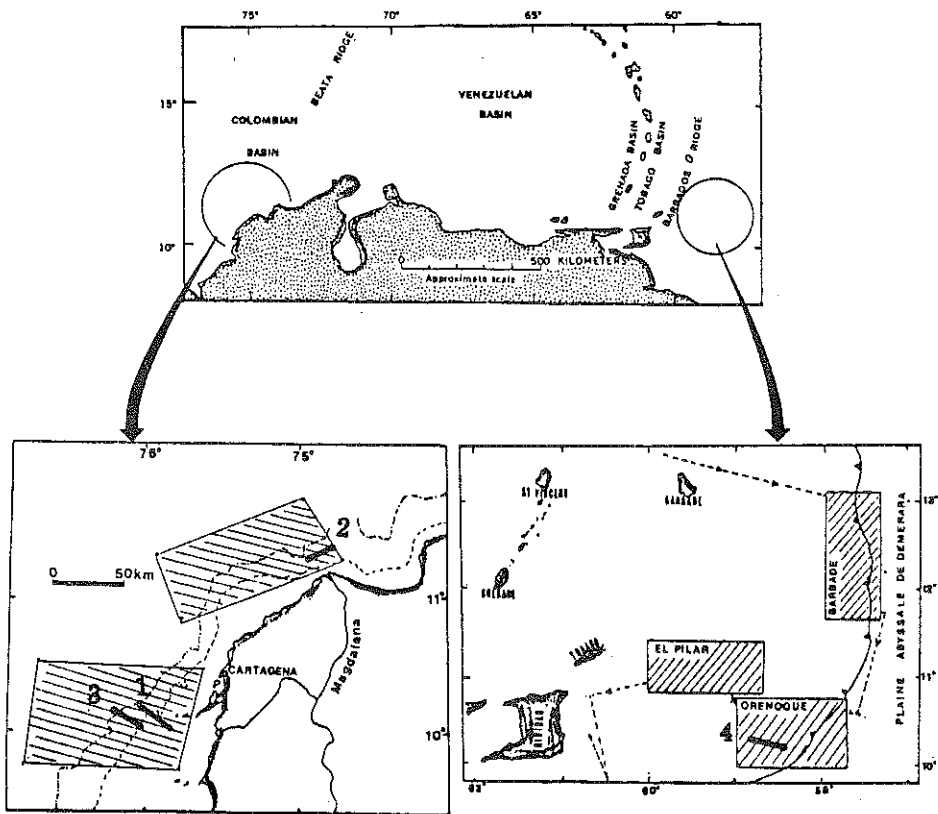 75° 70° 65° 60°
15°
10°
BEATA RIDGE
COLOMBIAN
BASIN
VENEZUELAN
BASIN
GRENADA BASIN
TOBAGO BASIN
BARBADOS RIDGE
0 500 KILOMETERS
Approximate scale
76° 75°
2
0 50km
11°
CARTAGENA
Magdalena
3 1
10°
ST VINCENT
BARBADE
13°
BARBADE
12°
PLAINE ABYSSALE DE DEMERARA
TOBAGO
EL PILAR
11°
ORENOQUE
10°
60° 58°